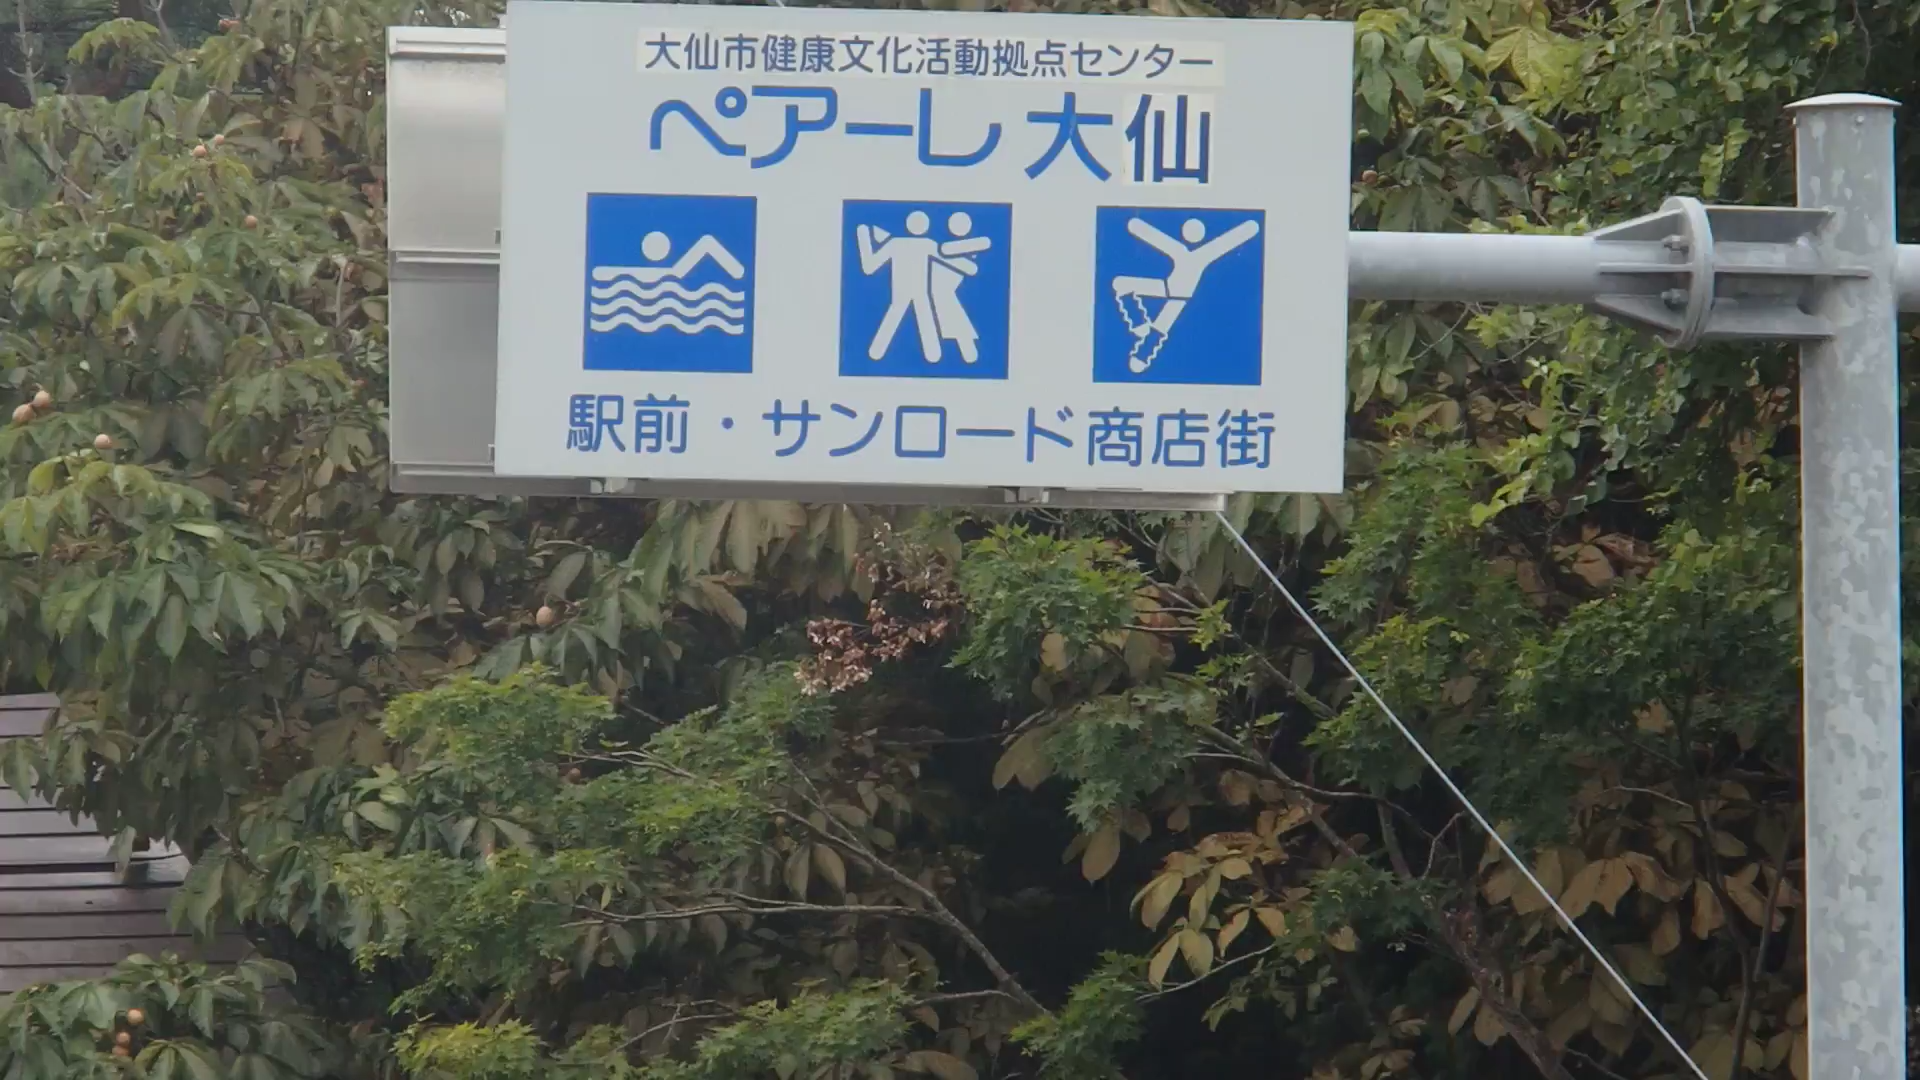 大仙市健康文化活動拠点センター
ペアーレ大仙
駅前・サンロード商店街